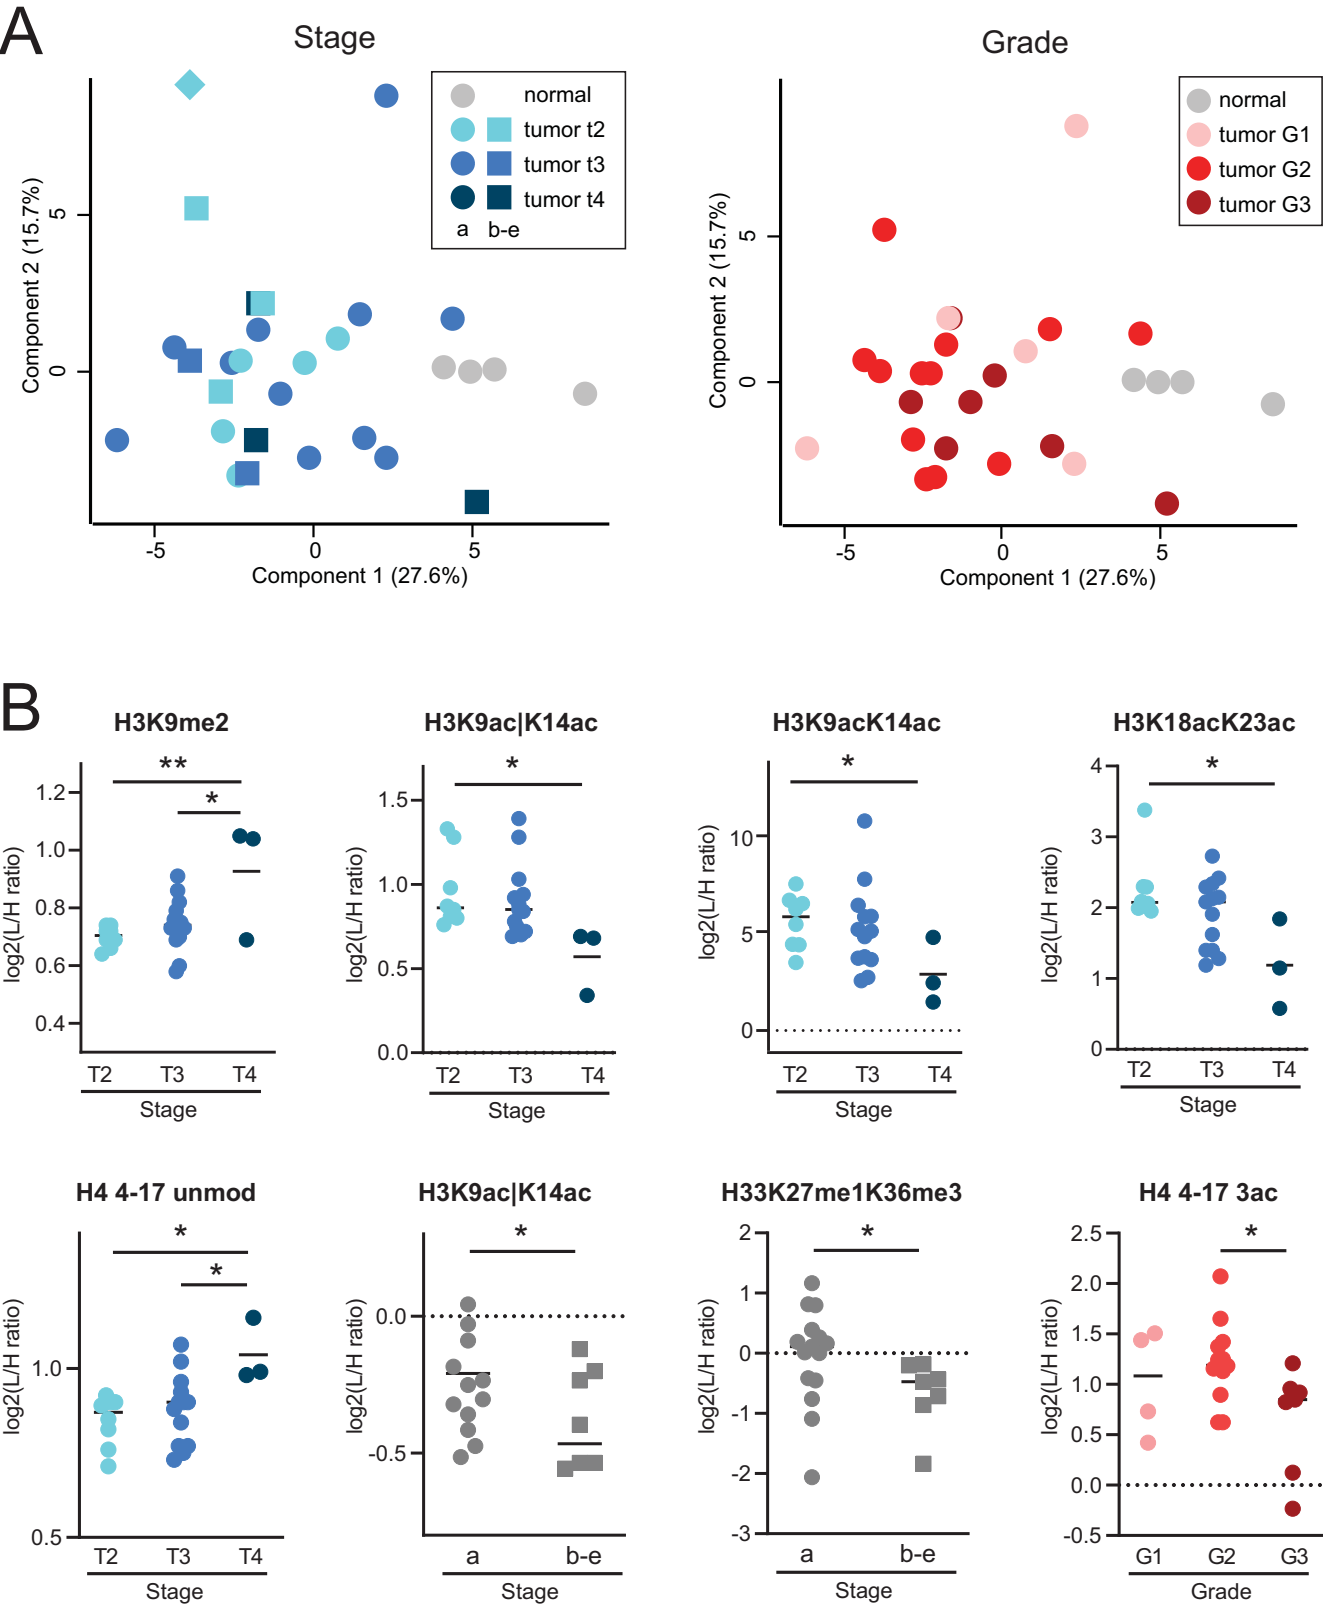 A
Stage
Grade
normal
tumor t2
tumor t3
tumor t4
a b-e
normal
tumor G1
tumor G2
tumor G3
Component 2 (15.7%)
5
0
-5 0 5
Component 1 (27.6%)
Component 2 (15.7%)
5
0
-5 0 5
Component 1 (27.6%)
B
H3K9me2
** 
*
log2(L/H ratio)
1.2
1.0
0.8
0.6
0.4
T2 T3 T4
Stage
H3K9ac|K14ac
*
log2(L/H ratio)
1.5
1.0
0.5
0.0
T2 T3 T4
Stage
H3K9acK14ac
*
log2(L/H ratio)
10
5
0
T2 T3 T4
Stage
H3K18acK23ac
*
log2(L/H ratio)
4
3
2
1
0
T2 T3 T4
Stage
H4 4-17 unmod
*
*
log2(L/H ratio)
1.0
0.5
T2 T3 T4
Stage
H3K9ac|K14ac
*
log2(L/H ratio)
0.0
-0.5
a b-e
Stage
H33K27me1K36me3
*
log2(L/H ratio)
2
1
0
-1
-2
-3
a b-e
Stage
H4 4-17 3ac
*
log2(L/H ratio)
2.5
2.0
1.5
1.0
0.5
0.0
-0.5
G1 G2 G3
Grade